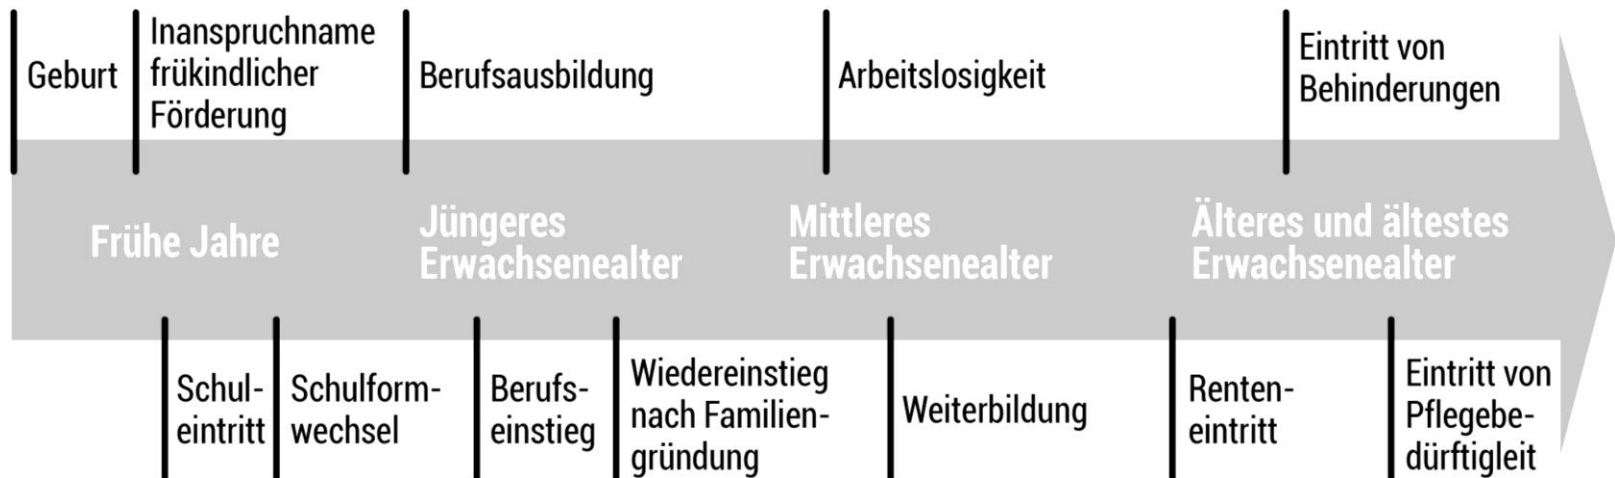 Geburt
Inanspruchname
frükindlicher
Förderung
Berufsausbildung
Arbeitslosigkeit
Eintritt von
Behinderungen
Frühe Jahre
Jüngeres
Erwachsenealter
Mittleres
Erwachsenealter
Älteres und ältestes
Erwachsenealter
Schul-
eintritt
Schulform-
wechsel
Berufs-
einstieg
Wiedereinstieg
nach Familien-
gründung
Weiterbildung
Renten-
eintritt
Eintritt von
Pflegebe-
dürftigleit